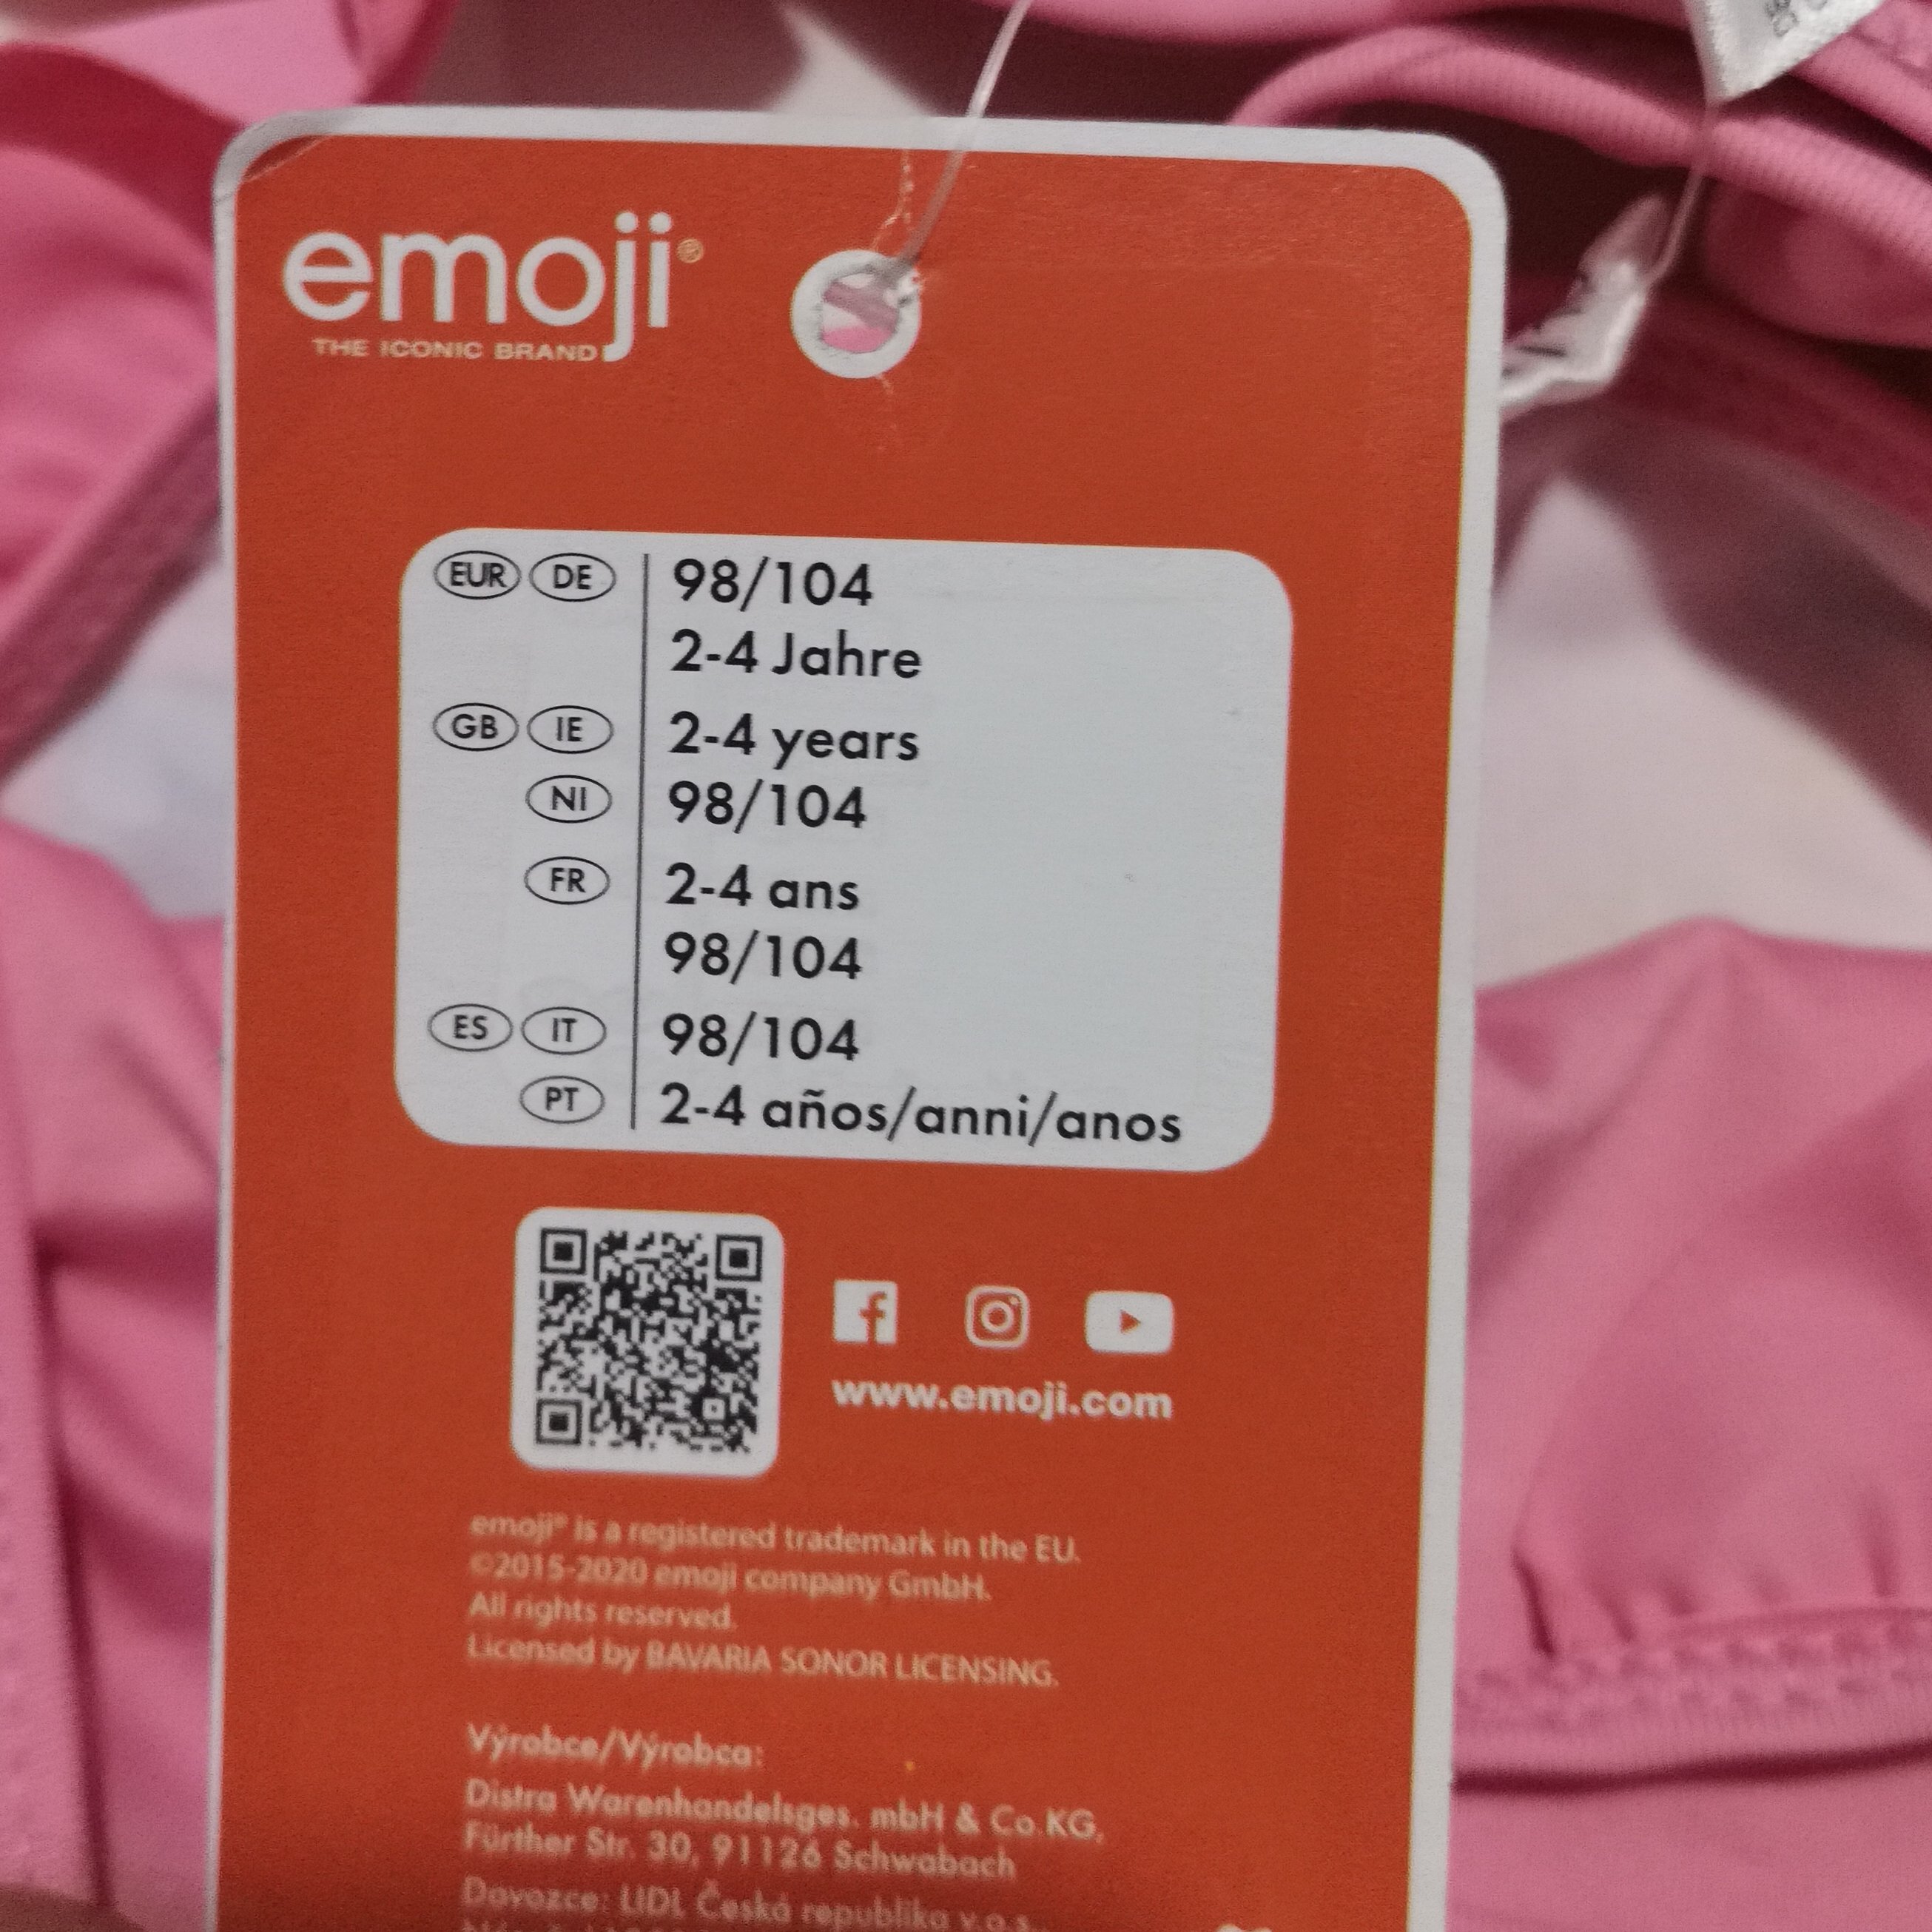 emoji®
THE ICONIC BRAND
EUR DE 98/104
2-4 Jahre
GB IE 2-4 years
NI 98/104
FR 2-4 ans
98/104
ES IT 98/104
PT 2-4 años/anni/anos
www.emoji.com
emoji® is a registered trademark in the EU.
©2015-2020 emoji company GmbH.
All rights reserved.
Licensed by BAVARIA SONOR LICENSING.
Výrobce/Výrobca:
Distra Warenhandelsges. mbH & Co.KG,
Fürther Str. 30, 91126 Schwabach
Dovozce: LIDL Česká republika v.o.s.,